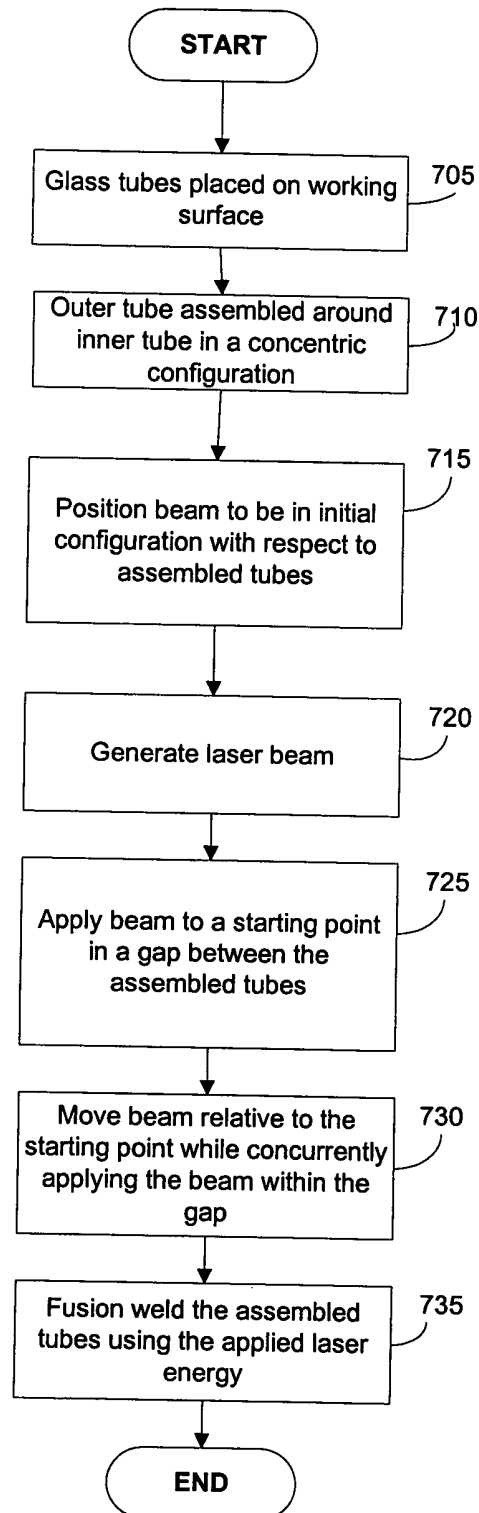 START
Glass tubes placed on working
surface
705
Outer tube assembled around
inner tube in a concentric
configuration
710
Position beam to be in initial
configuration with respect to
assembled tubes
715
Generate laser beam
720
Apply beam to a starting point
in a gap between the
assembled tubes
725
Move beam relative to the
starting point while concurrently
applying the beam within the
gap
730
Fusion weld the assembled
tubes using the applied laser
energy
735
END